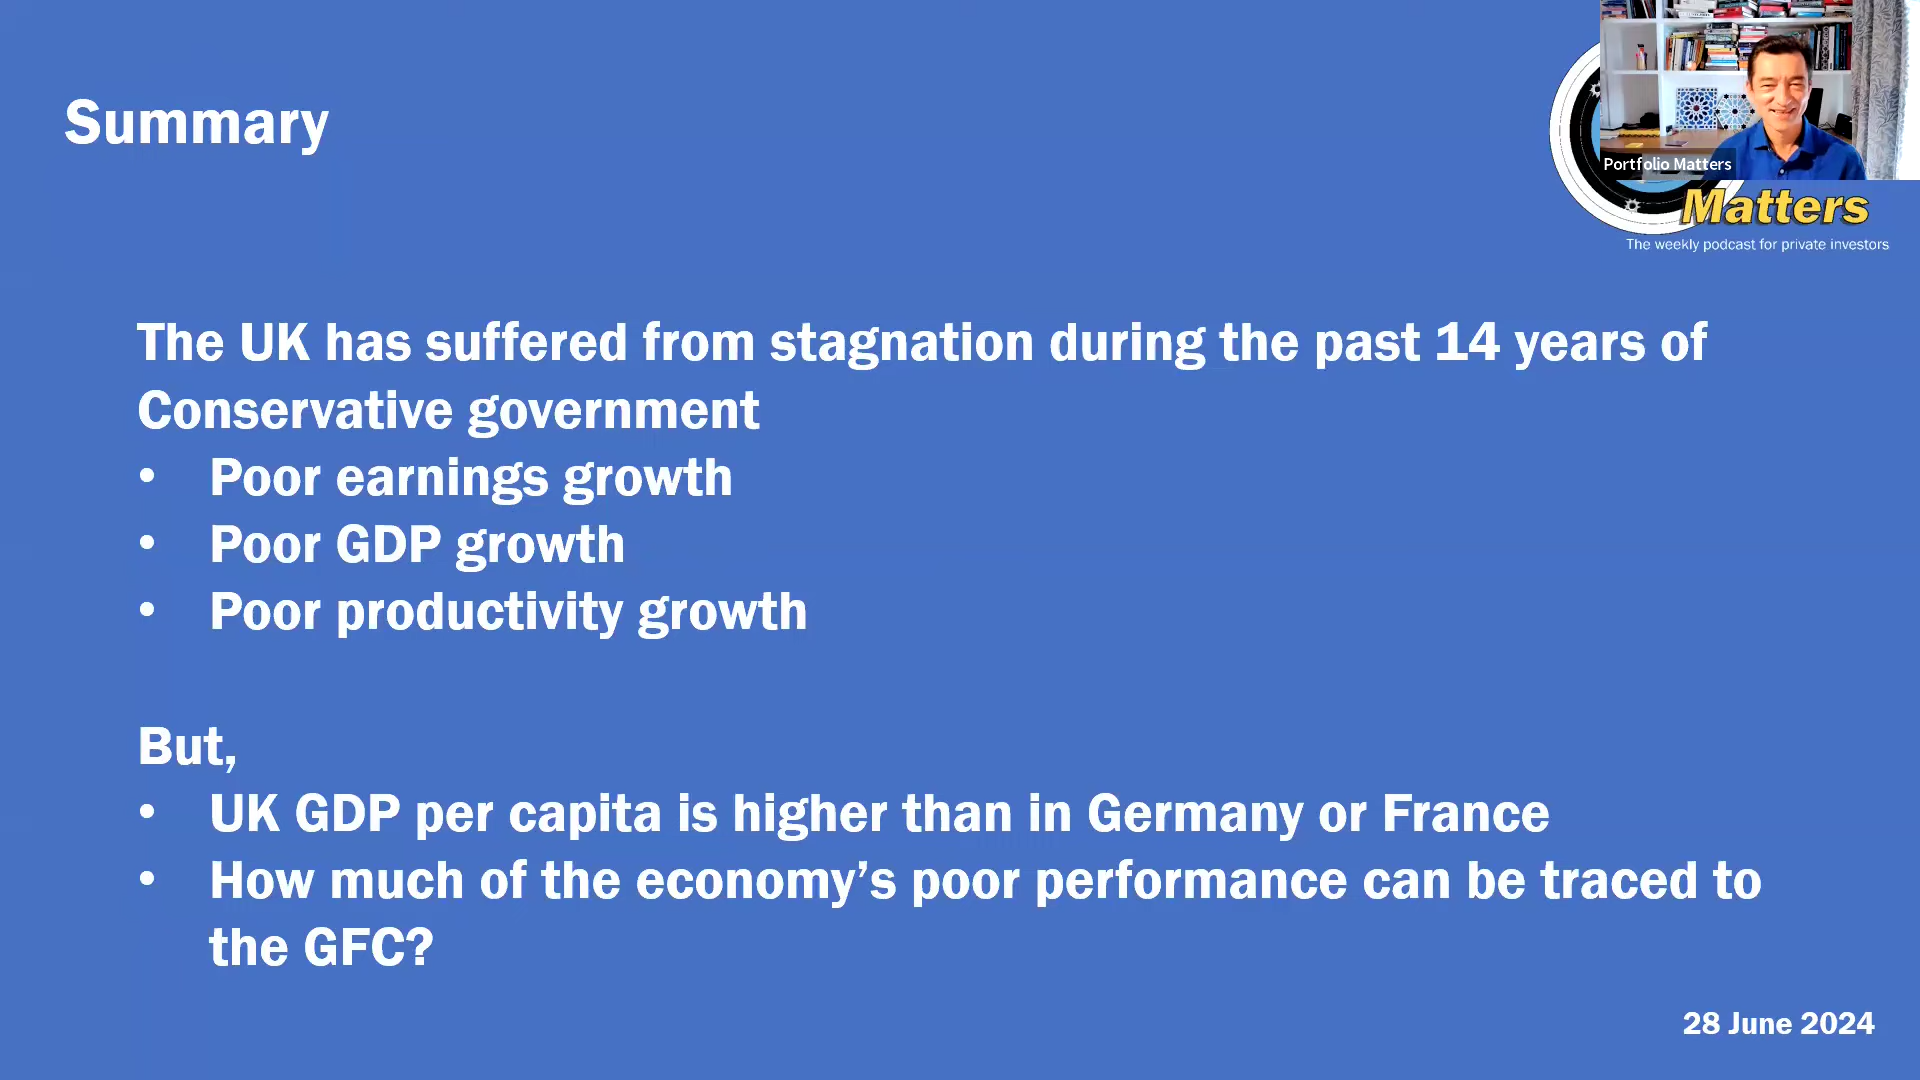 Summary
Portfolio Matters
Matters
The weekly podcast for private investors
The UK has suffered from stagnation during the past 14 years of
Conservative government
• Poor earnings growth
• Poor GDP growth
• Poor productivity growth
But,
• UK GDP per capita is higher than in Germany or France
• How much of the economy’s poor performance can be traced to
the GFC?
28 June 2024